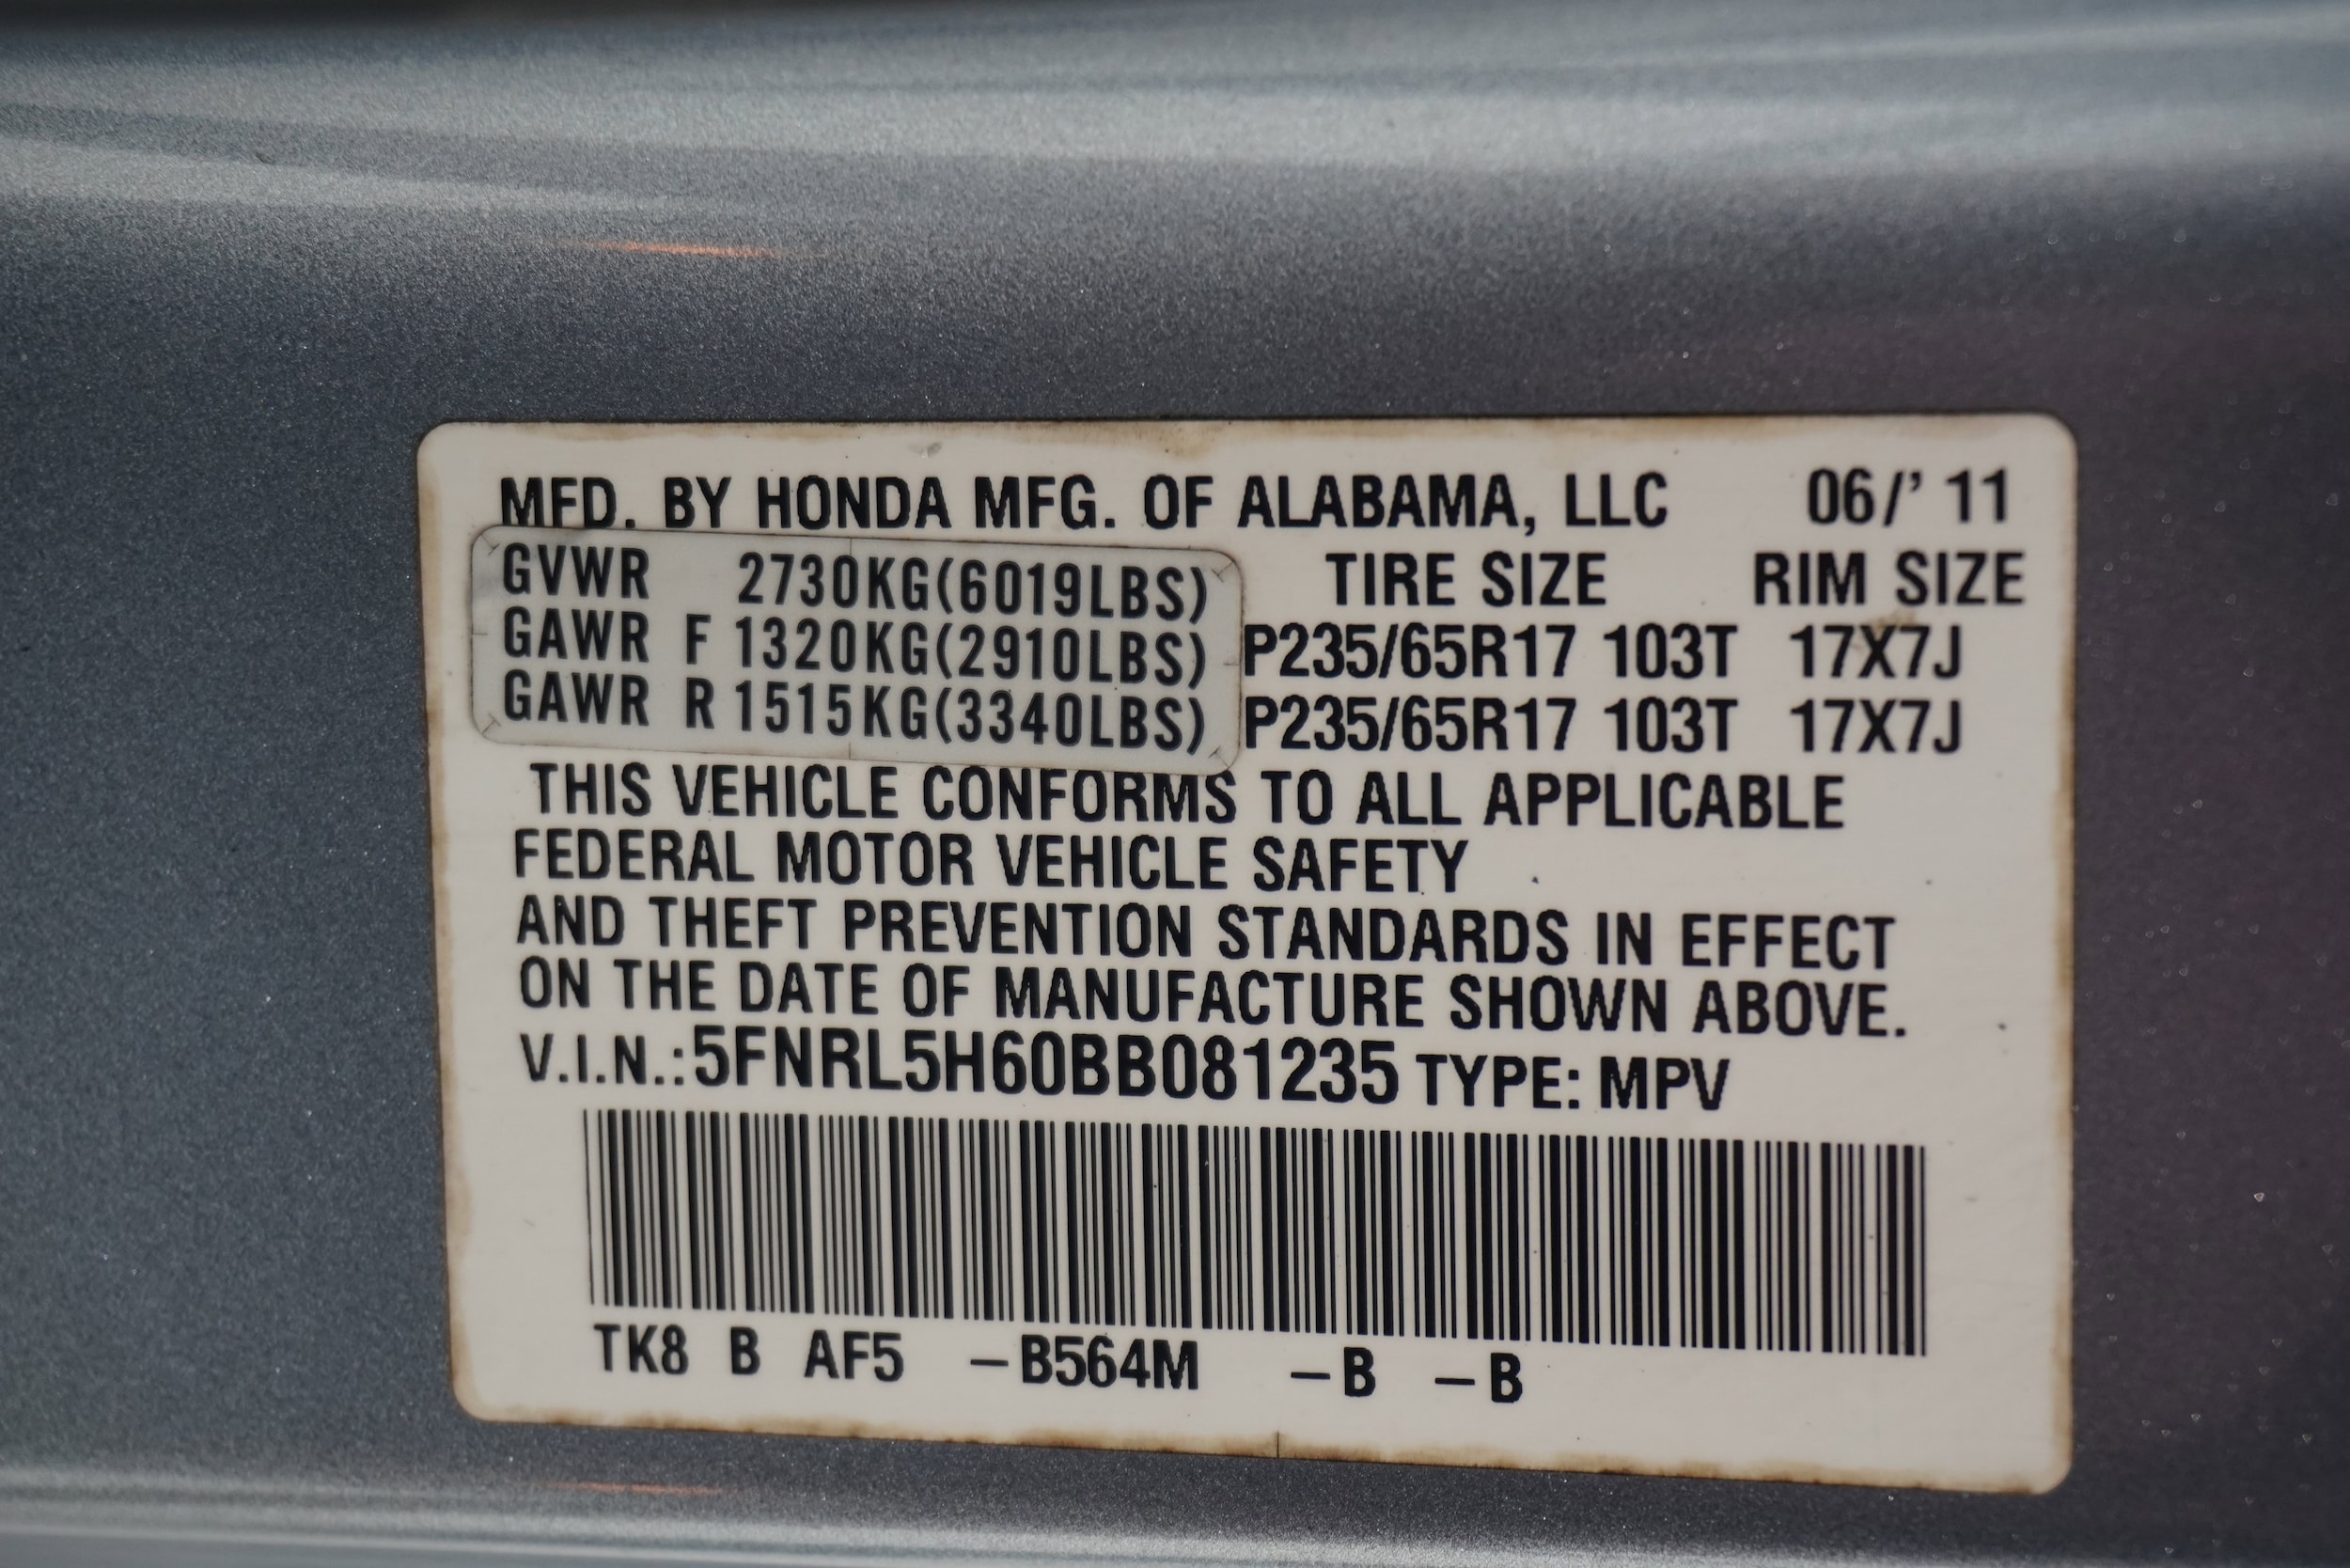 MFD. BY HONDA MFG. OF ALABAMA, LLC 06/' 11
GVWR 2730KG(6019LBS) TIRE SIZE RIM SIZE
GAWR F 1320KG(2910LBS) P235/65R17 103T 17X7J
GAWR R 1515KG(3340LBS) P235/65R17 103T 17X7J
THIS VEHICLE CONFORMS TO ALL APPLICABLE
FEDERAL MOTOR VEHICLE SAFETY
AND THEFT PREVENTION STANDARDS IN EFFECT
ON THE DATE OF MANUFACTURE SHOWN ABOVE.
V.I.N.:5FNRL5H60BB081235 TYPE: MPV
TK8 B AF5 –B564M –B –B